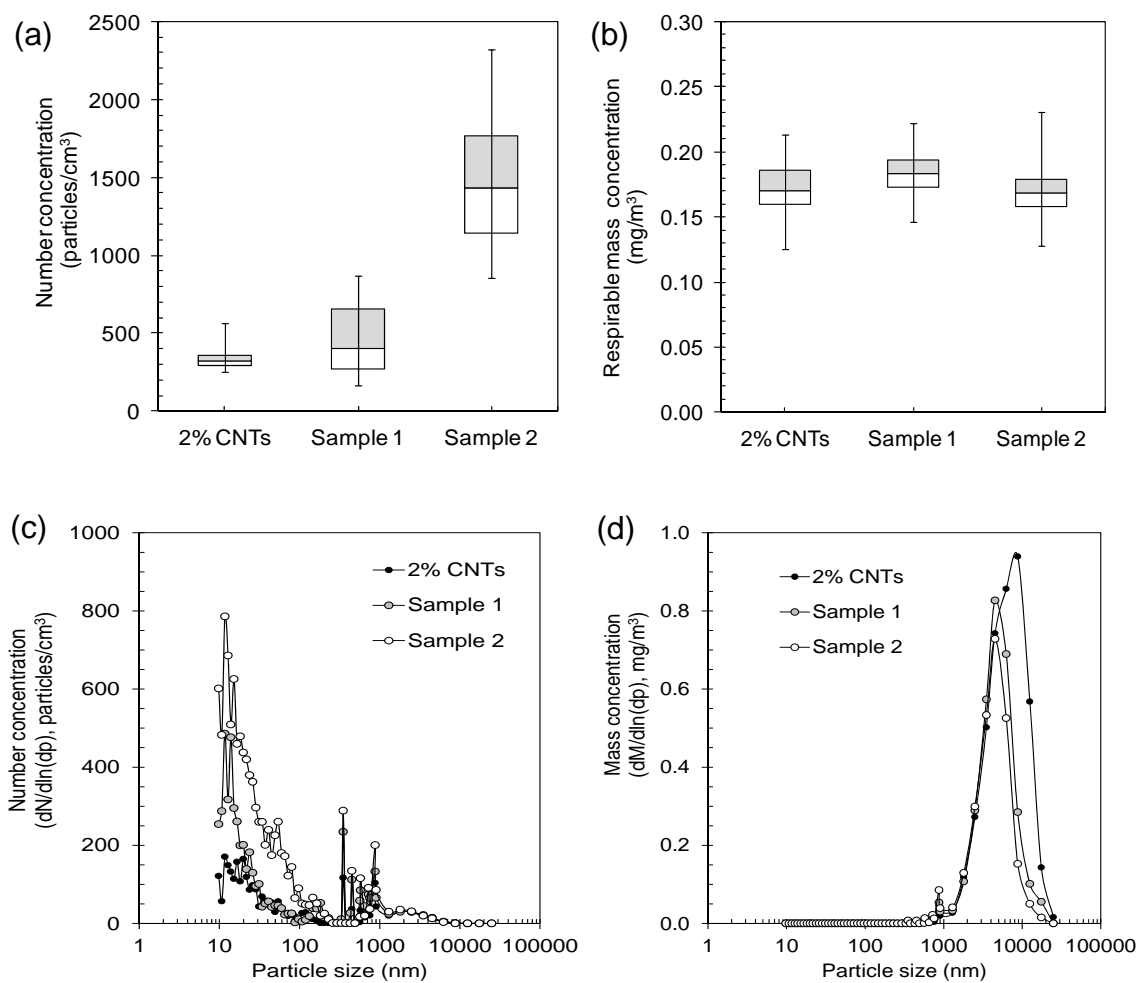 (a)
Number concentration
(particles/cm³)
2500
2000
1500
1000
500
0
2% CNTs
Sample 1
Sample 2
(b)
Respirable mass concentration
(mg/m³)
0.30
0.25
0.20
0.15
0.10
0.05
0.00
2% CNTs
Sample 1
Sample 2
(c)
Number concentration
(dN/dln(dp), particles/cm³)
1000
800
600
400
200
0
2% CNTs
Sample 1
Sample 2
1 10 100 1000 10000 100000
Particle size (nm)
(d)
Mass concentration
(dM/dln(dp), mg/m³)
1.0
0.8
0.6
0.4
0.2
0.0
2% CNTs
Sample 1
Sample 2
1 10 100 1000 10000 100000
Particle size (nm)